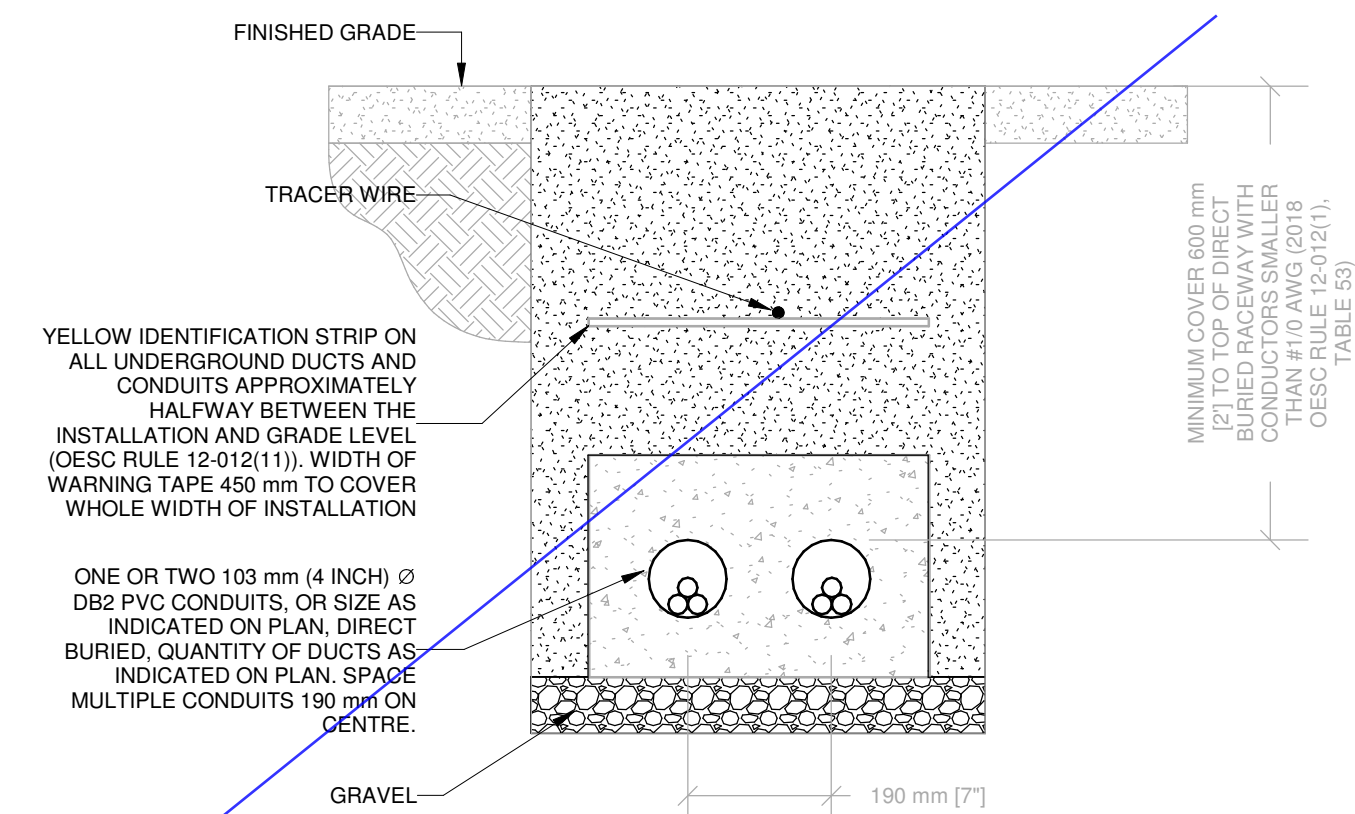 FINISHED GRADE
TRACER WIRE
YELLOW IDENTIFICATION STRIP ON
ALL UNDERGROUND DUCTS AND
CONDUITS APPROXIMATELY
HALFWAY BETWEEN THE
INSTALLATION AND GRADE LEVEL
(OESC RULE 12-012(11)). WIDTH OF
WARNING TAPE 450 mm TO COVER
WHOLE WIDTH OF INSTALLATION
ONE OR TWO 103 mm (4 INCH) Ø
DB2 PVC CONDUITS, OR SIZE AS
INDICATED ON PLAN, DIRECT
BURIED, QUANTITY OF DUCTS AS
INDICATED ON PLAN. SPACE
MULTIPLE CONDUITS 190 mm ON
CENTRE.
GRAVEL
190 mm [7"]
MINIMUM COVER 600 mm
[2'] TO TOP OF DIRECT
BURIED RACEWAY WITH
CONDUCTORS SMALLER
THAN #1/0 AWG (2018
OESC RULE 12-012(1),
TABLE 53)